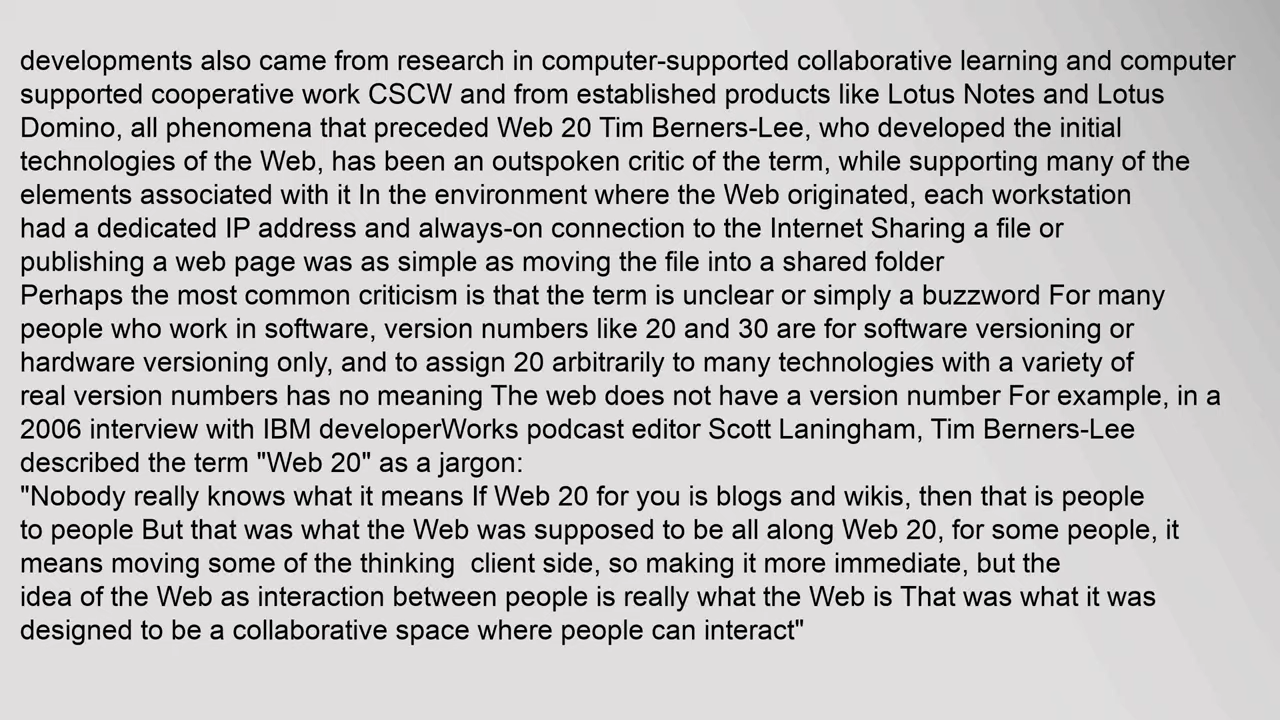 developments also came from research in computer-supported collaborative learning and computer
supported cooperative work CSCW and from established products like Lotus Notes and Lotus
Domino, all phenomena that preceded Web 20 Tim Berners-Lee, who developed the initial
technologies of the Web, has been an outspoken critic of the term, while supporting many of the
elements associated with it In the environment where the Web originated, each workstation
had a dedicated IP address and always-on connection to the Internet Sharing a file or
publishing a web page was as simple as moving the file into a shared folder
Perhaps the most common criticism is that the term is unclear or simply a buzzword For many
people who work in software, version numbers like 20 and 30 are for software versioning or
hardware versioning only, and to assign 20 arbitrarily to many technologies with a variety of
real version numbers has no meaning The web does not have a version number For example, in a
2006 interview with IBM developerWorks podcast editor Scott Laningham, Tim Berners-Lee
described the term "Web 20" as a jargon:
"Nobody really knows what it means If Web 20 for you is blogs and wikis, then that is people
to people But that was what the Web was supposed to be all along Web 20, for some people, it
means moving some of the thinking  client side, so making it more immediate, but the
idea of the Web as interaction between people is really what the Web is That was what it was
designed to be a collaborative space where people can interact"